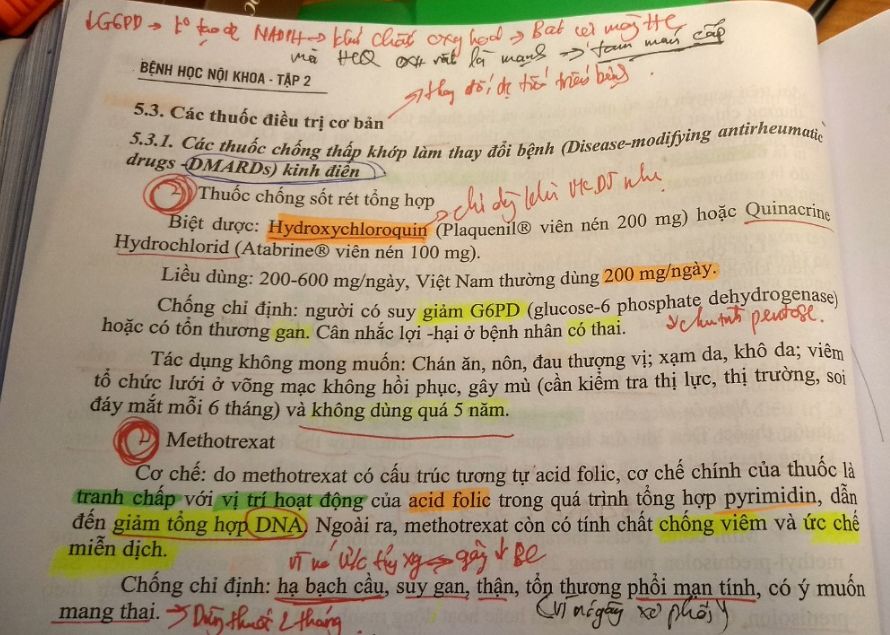 ↓G6PD → ko tạo đc NADPH → khử chất oxy hoá → Bất cứ mọi HC
mà HCQ oxh rất là mạnh → tan máu cấp
BỆNH HỌC NỘI KHOA - TẬP 2
→ thay đổi đc tiến triển bệnh.
5.3. Các thuốc điều trị cơ bản
5.3.1. Các thuốc chống thấp khớp làm thay đổi bệnh (Disease-modifying antirheumatic
drugs -(DMARDs) kinh điển
Thuốc chống sốt rét tổng hợp → chỉ dùng khi VKDT nhẹ
Biệt dược: Hydroxychloroquin (Plaquenil® viên nén 200 mg) hoặc Quinacrine
Hydrochlorid (Atabrine® viên nén 100 mg).
Liều dùng: 200-600 mg/ngày, Việt Nam thường dùng 200 mg/ngày.
Chống chỉ định: người có suy giảm G6PD (glucose-6 phosphate dehydrogenase)
hoặc có tổn thương gan. Cân nhắc lợi -hại ở bệnh nhân có thai. pentose.
Tác dụng không mong muốn: Chán ăn, nôn, đau thượng vị; xạm da, khô da; viêm
tổ chức lưới ở võng mạc không hồi phục, gây mù (cần kiểm tra thị lực, thị trường, soi
đáy mắt mỗi 6 tháng) và không dùng quá 5 năm.
Methotrexat
Cơ chế: do methotrexat có cấu trúc tương tự acid folic, cơ chế chính của thuốc là
tranh chấp với vị trí hoạt động của acid folic trong quá trình tổng hợp pyrimidin, dẫn
đến giảm tổng hợp DNA. Ngoài ra, methotrexat còn có tính chất chống viêm và ức chế
miễn dịch.
vì nó ức tủy xg → gây ↓ BC
Chống chỉ định: hạ bạch cầu, suy gan, thận, tổn thương phổi mạn tính, có ý muốn
mang thai. → Dừng thuốc 2 tháng (vì nó gây xơ phổi)